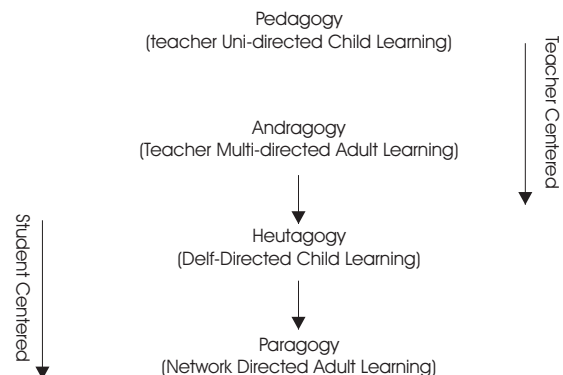 Pedagogy
(teacher Uni-directed Child Learning)
Teacher Centered
Andragogy
(Teacher Multi-directed Adult Learning)
Student Centered
Heutagogy
(Delf-Directed Child Learning)
Paragogy
(Network Directed Adult Learning)